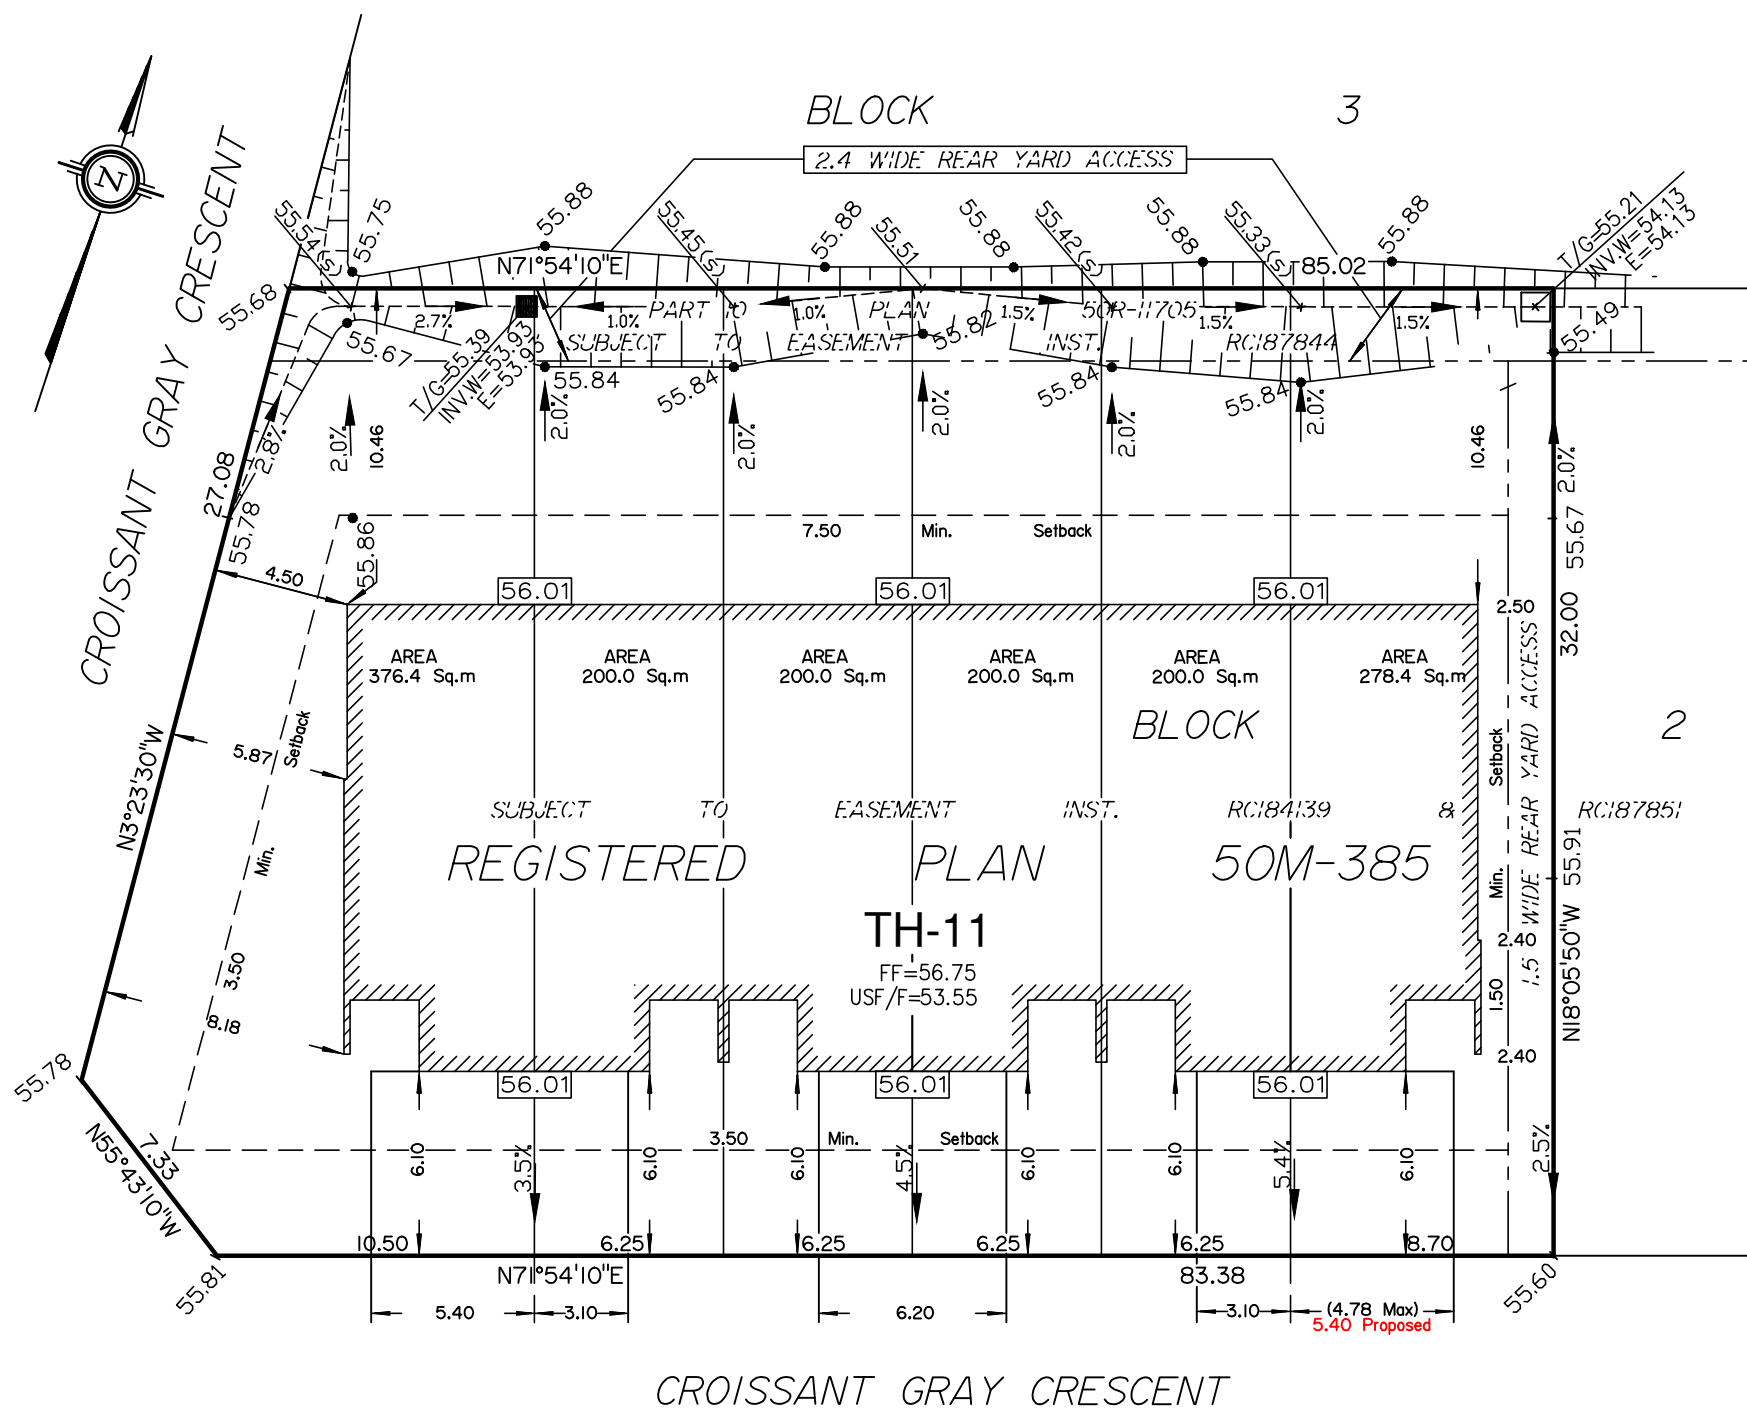 BLOCK 3
2.4 WIDE REAR YARD ACCESS
N
CROISSANT GRAY CRESCENT
55.54(s)
55.75
55.88
55.45(s)
55.88
55.51
55.88
55.42(s)
55.88
55.33(s)
55.88
T/G=55.21
INV.W=54.13
E=54.13
N71°54'10"E
85.02
55.68
2.7%
1.0%
PART TO PLAN 50R-11705
1.0%
1.5%
1.5%
1.5%
SUBJECT TO EASEMENT INST. RC187844
55.67
T/G=55.39
INV.W=53.93
E=53.93
55.84
55.84
55.82
55.84
55.84
55.49
2.8%
2.0%
10.46
2.0%
2.0%
2.0%
2.0%
2.0%
10.46
2.0%
27.08
55.78
55.86
7.50 Min. Setback
55.67
4.50
56.01
56.01
56.01
2.50
32.00
AREA
376.4 Sq.m
AREA
200.0 Sq.m
AREA
200.0 Sq.m
AREA
200.0 Sq.m
AREA
200.0 Sq.m
AREA
278.4 Sq.m
BLOCK 2
5.87
3.50 Min. Setback
Min. Setback
1.5 WIDE REAR YARD ACCESS
N3°23'30"W
SUBJECT TO EASEMENT INST. RC184139 & RC187851
REGISTERED PLAN 50M-385
55.91
TH-11
FF=56.75
USF/F=53.55
2.40
1.50
N18°05'50"W
8.18
2.40
55.78
56.01
56.01
56.01
7.33
N55°43'10"W
3.50 Min. Setback
6.10
3.5%
6.10
6.10
4.5%
6.10
6.10
5.4%
6.10
2.5%
10.50
6.25
6.25
6.25
6.25
8.70
55.81
N71°54'10"E
83.38
55.60
5.40
3.10
6.20
3.10
(4.78 Max)
5.40 Proposed
CROISSANT GRAY CRESCENT